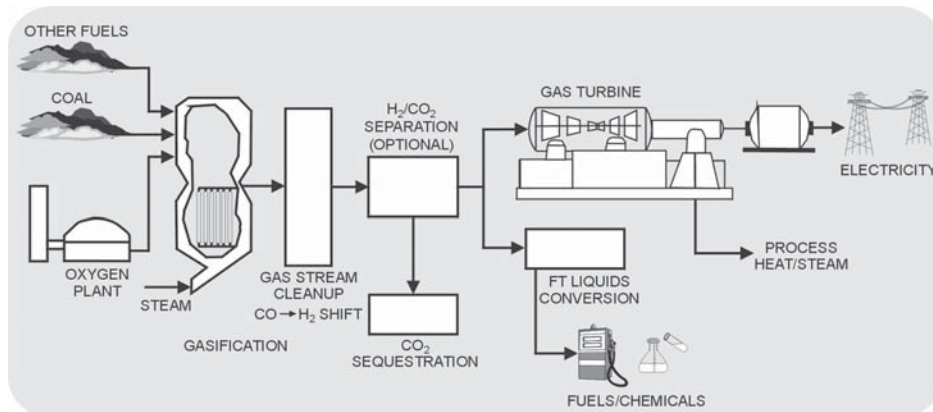 OTHER FUELS
COAL
OXYGEN
PLANT
STEAM
GASIFICATION
GAS STREAM
CLEANUP
CO → H₂ SHIFT
H₂/CO₂
SEPARATION
(OPTIONAL)
CO₂
SEQUESTRATION
GAS TURBINE
ELECTRICITY
PROCESS
HEAT/STEAM
FT LIQUIDS
CONVERSION
FUELS/CHEMICALS